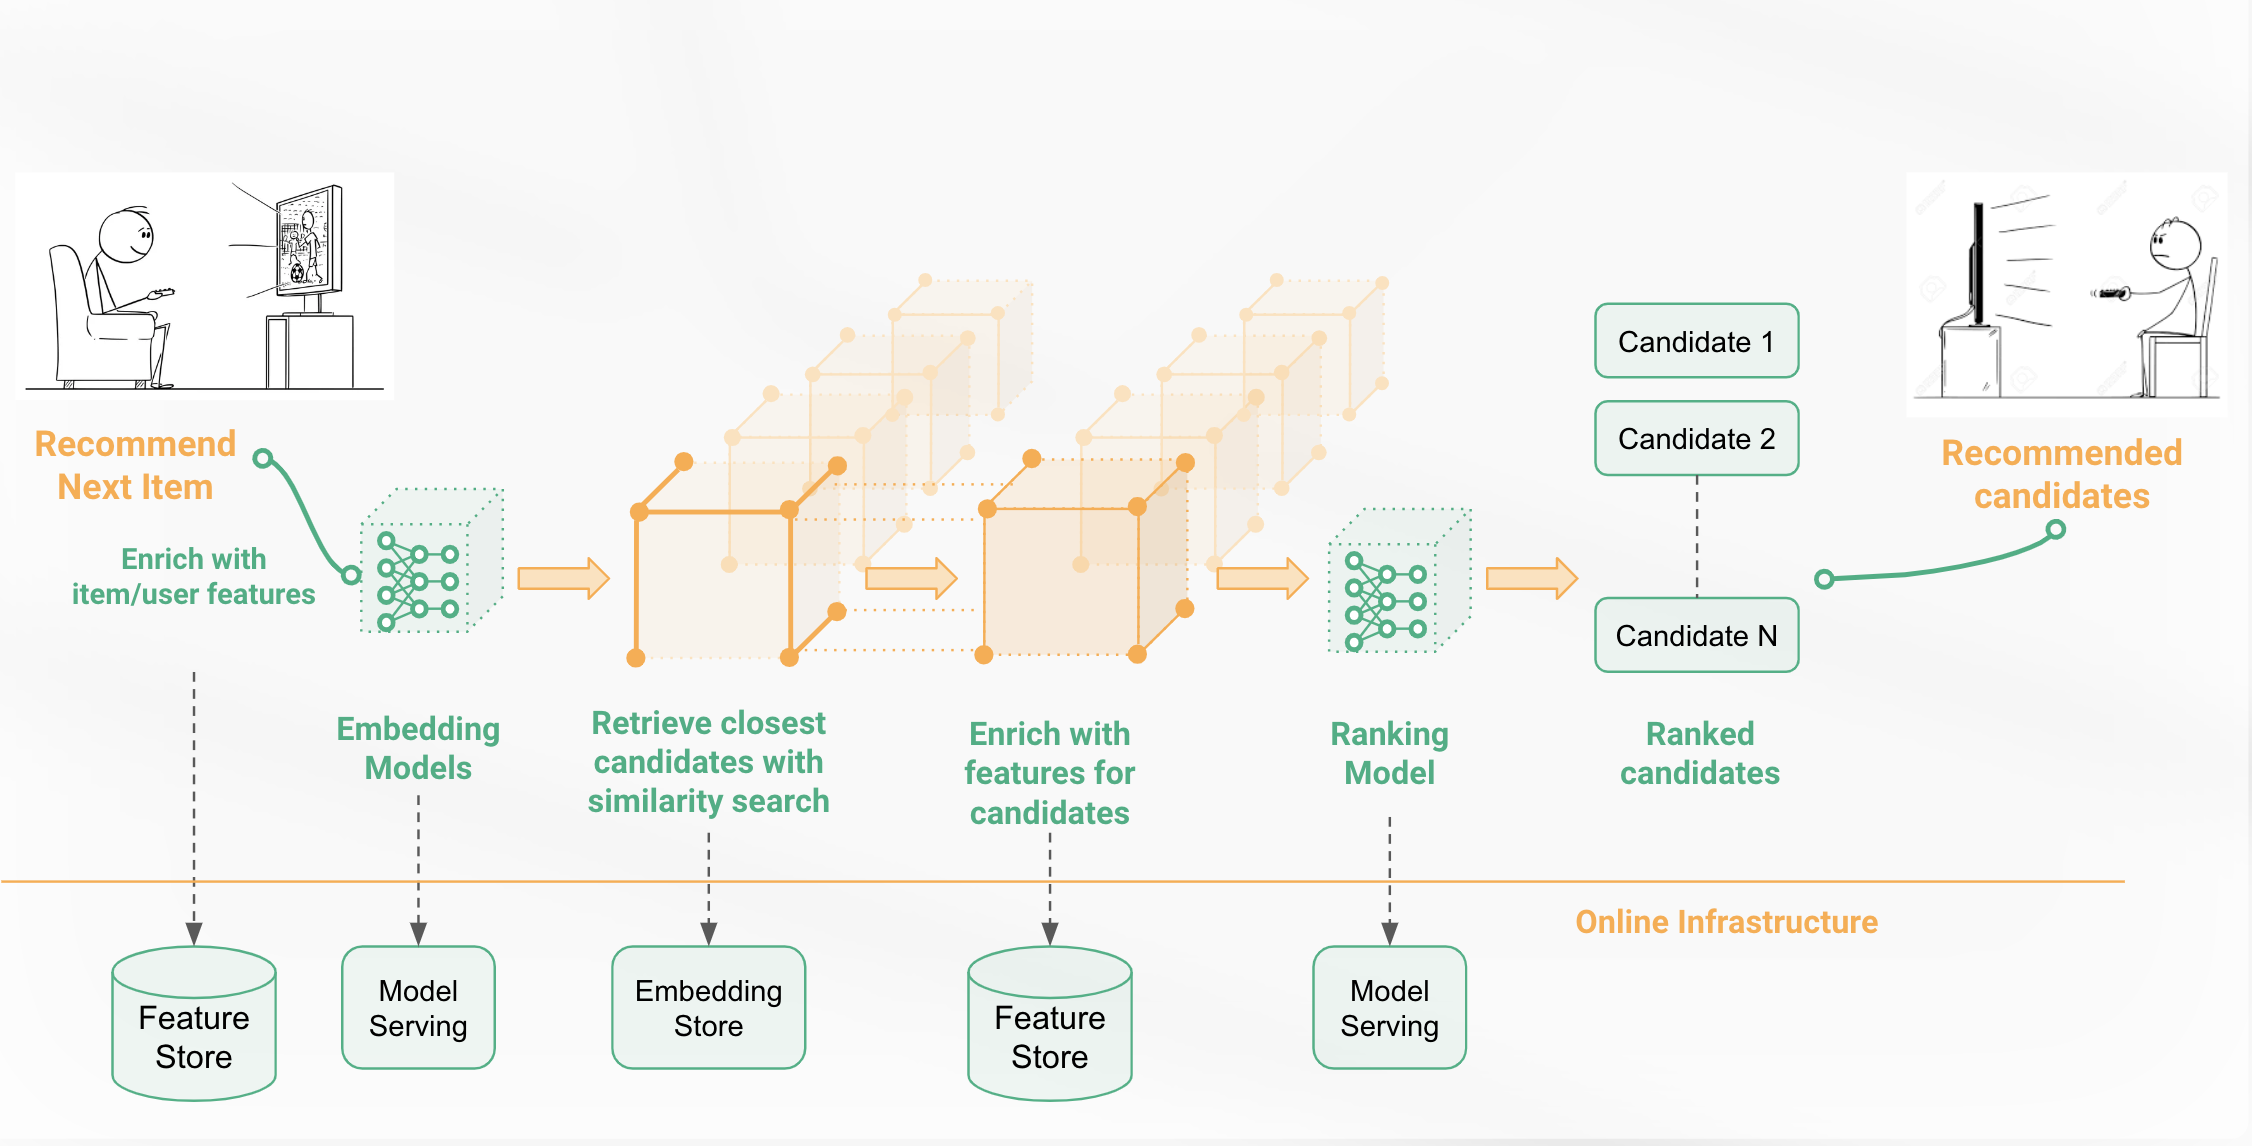 Recommend
Next Item
Enrich with
item/user features
Embedding
Models
Retrieve closest
candidates with
similarity search
Enrich with
features for
candidates
Ranking
Model
Candidate 1
Candidate 2
Candidate N
Ranked
candidates
Recommended
candidates
Online Infrastructure
Feature
Store
Model
Serving
Embedding
Store
Feature
Store
Model
Serving